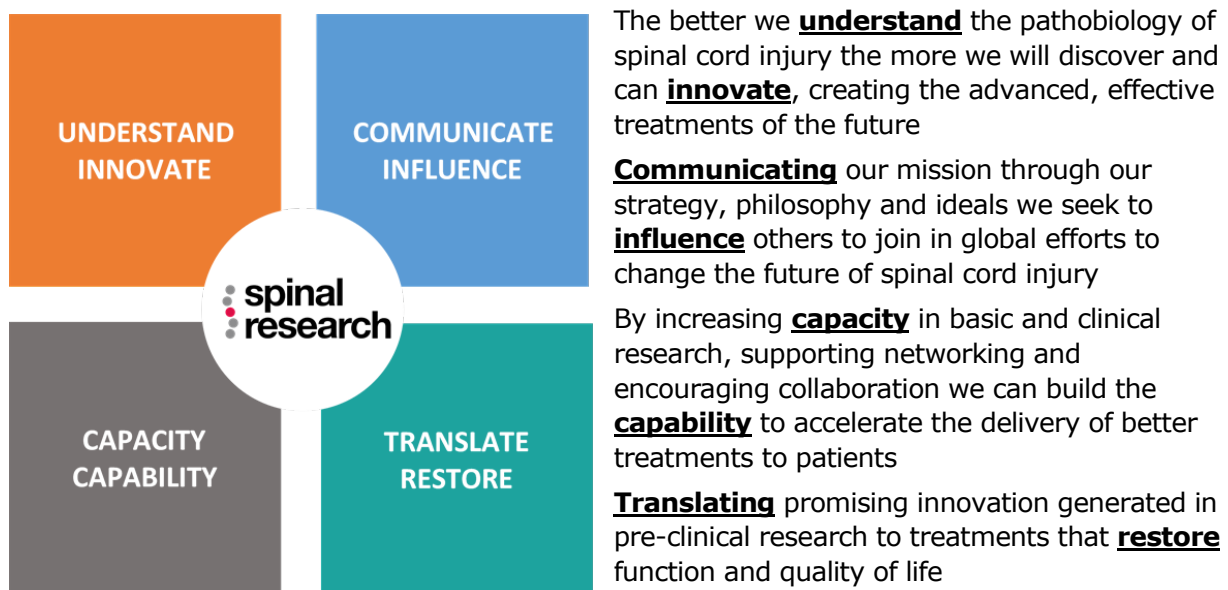 UNDERSTAND
INNOVATE
COMMUNICATE
INFLUENCE
spinal
research
CAPACITY
CAPABILITY
TRANSLATE
RESTORE
The better we understand the pathobiology of
spinal cord injury the more we will discover and
can innovate, creating the advanced, effective
treatments of the future
Communicating our mission through our
strategy, philosophy and ideals we seek to
influence others to join in global efforts to
change the future of spinal cord injury
By increasing capacity in basic and clinical
research, supporting networking and
encouraging collaboration we can build the
capability to accelerate the delivery of better
treatments to patients
Translating promising innovation generated in
pre-clinical research to treatments that restore
function and quality of life